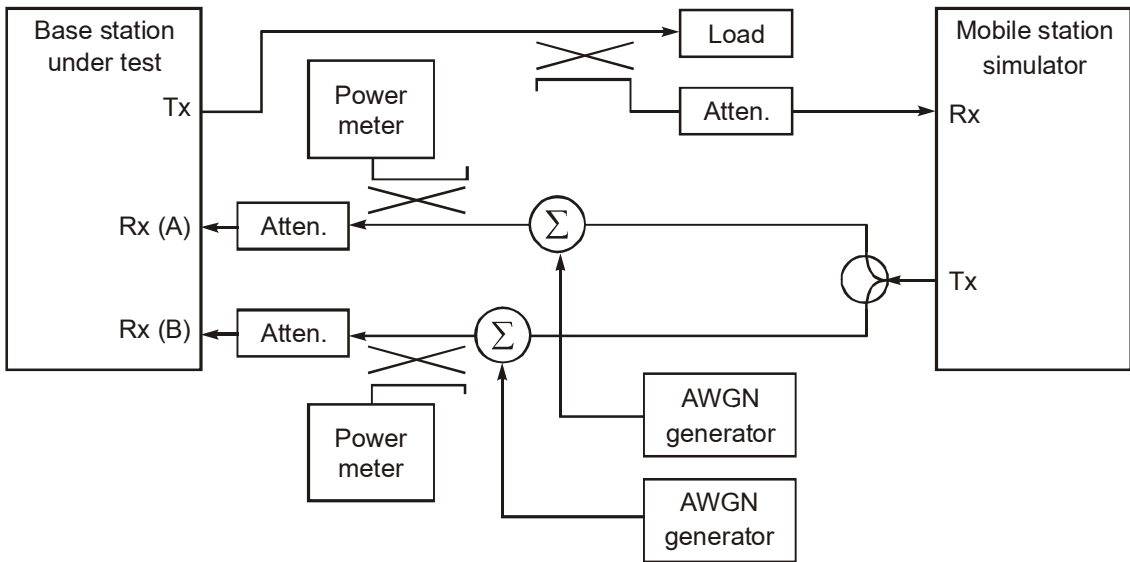 Base station
under test
Tx
Rx (A)
Rx (B)
Power
meter
Atten.
Atten.
Power
meter
Σ
Σ
Load
Atten.
AWGN
generator
AWGN
generator
Mobile station
simulator
Rx
Tx